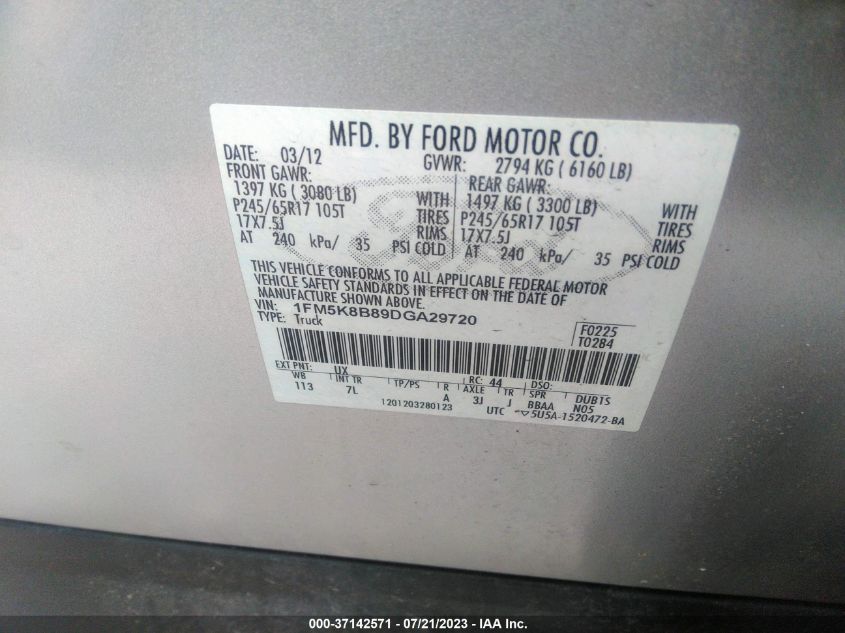 MFD. BY FORD MOTOR CO.
DATE: 03/12 GVWR: 2794 KG ( 6160 LB)
FRONT GAWR: REAR GAWR:
1397 KG ( 3080 LB) WITH 1497 KG ( 3300 LB) WITH
P245/65R17 105T TIRES P245/65R17 105T TIRES
17X7.5J RIMS 17X7.5J RIMS
AT 240 kPa/ 35 PSI COLD AT 240 kPa/ 35 PSI COLD
Ford
THIS VEHICLE CONFORMS TO ALL APPLICABLE FEDERAL MOTOR
VEHICLE SAFETY STANDARDS IN EFFECT ON THE DATE OF
MANUFACTURE SHOWN ABOVE.
VIN: 1FM5K8B89DGA29720
TYPE: Truck
F0225
T0284
EXT PNT: UX RC: 44 DSO:
WB INT TR TP/PS R AXLE TR SPR DUB1S
113 7L A 3J J BBAA N05
1201203280123 UTC 5U5A-1520472-BA
000-37142571 / 07/21/2023 - IAA Inc.